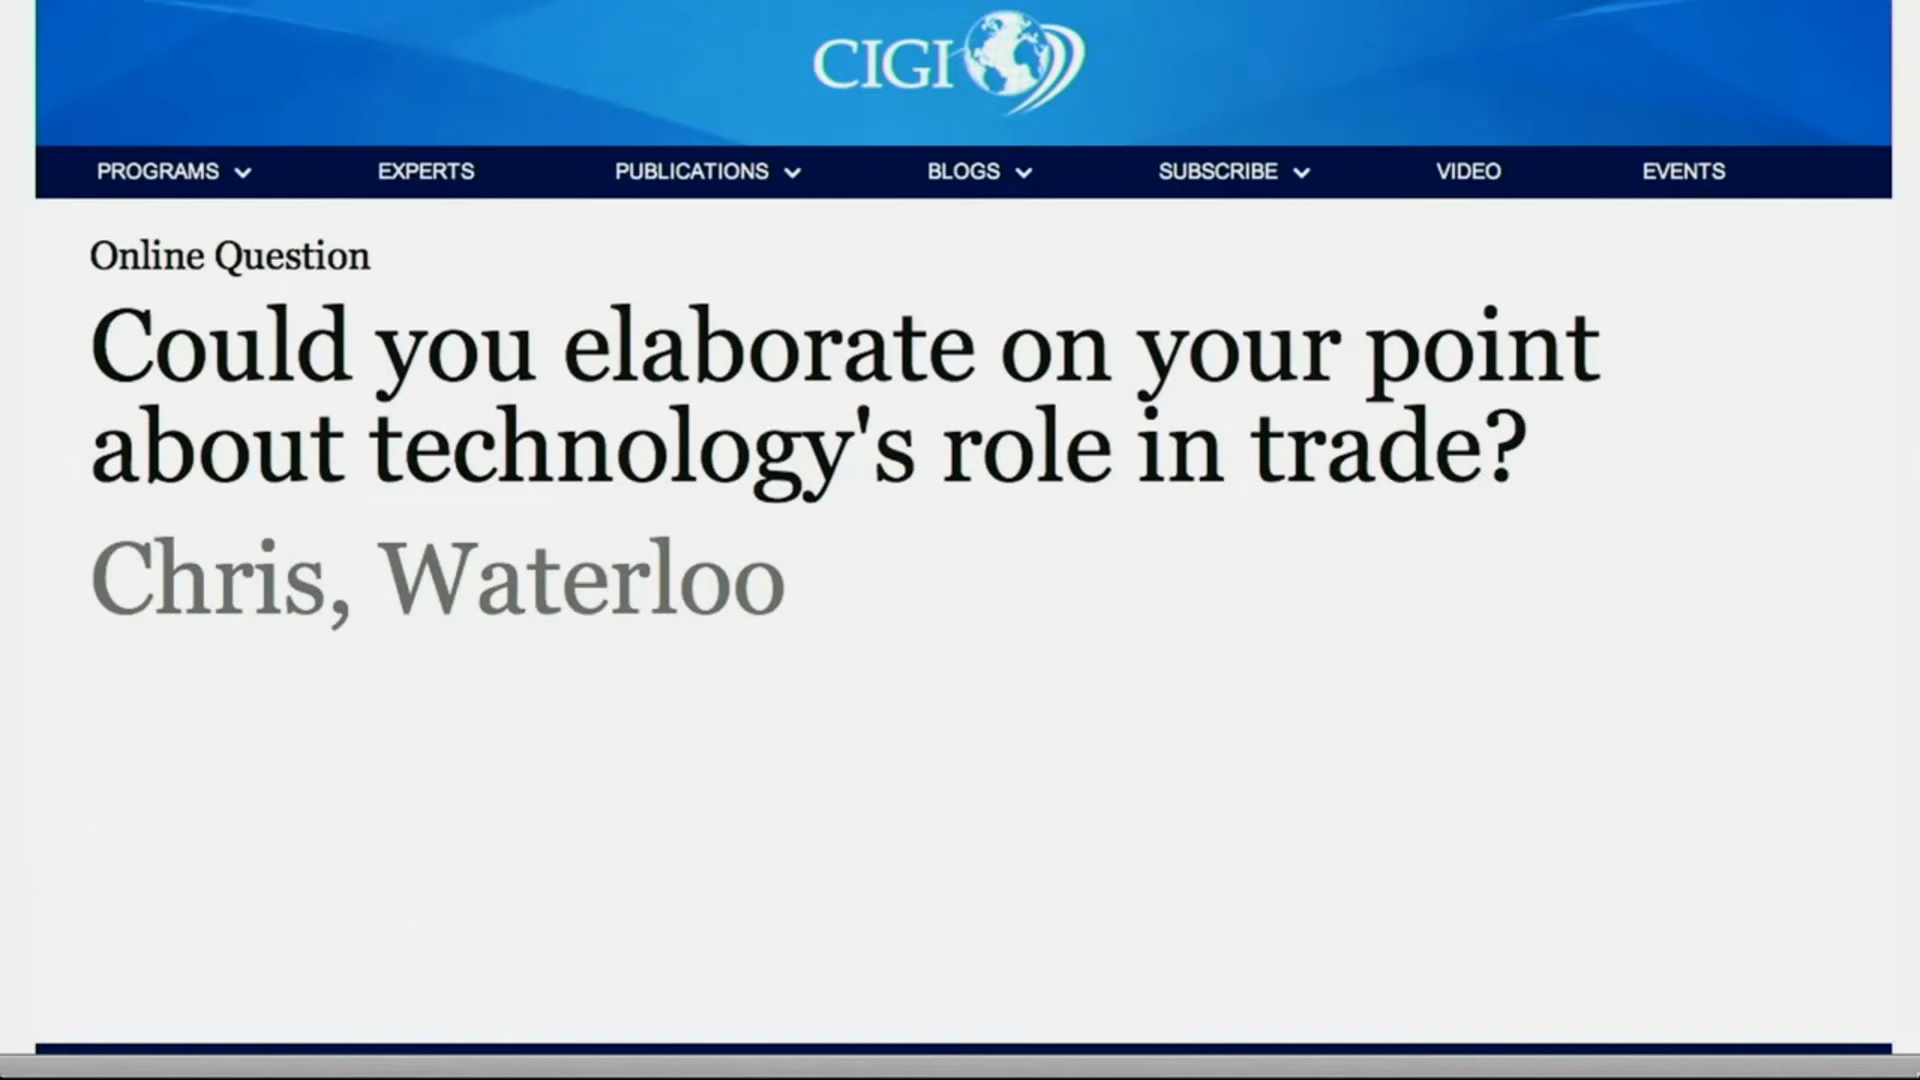 CIGI
PROGRAMS EXPERTS PUBLICATIONS BLOGS SUBSCRIBE VIDEO EVENTS
Online Question
Could you elaborate on your point
about technology's role in trade?
Chris, Waterloo